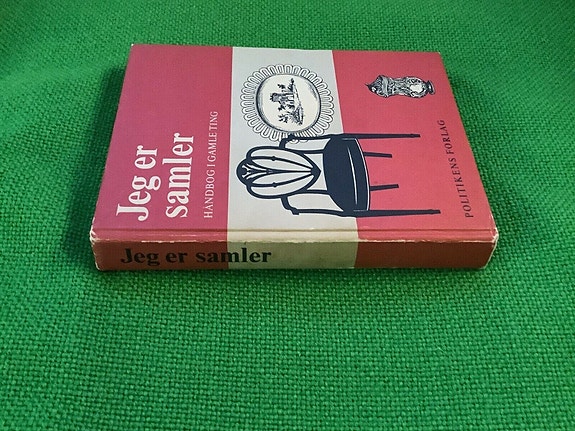 Jeg er
samler
HÅNDBOG I GAMLE TING
POLITIKENS FORLAG
Jeg er samler